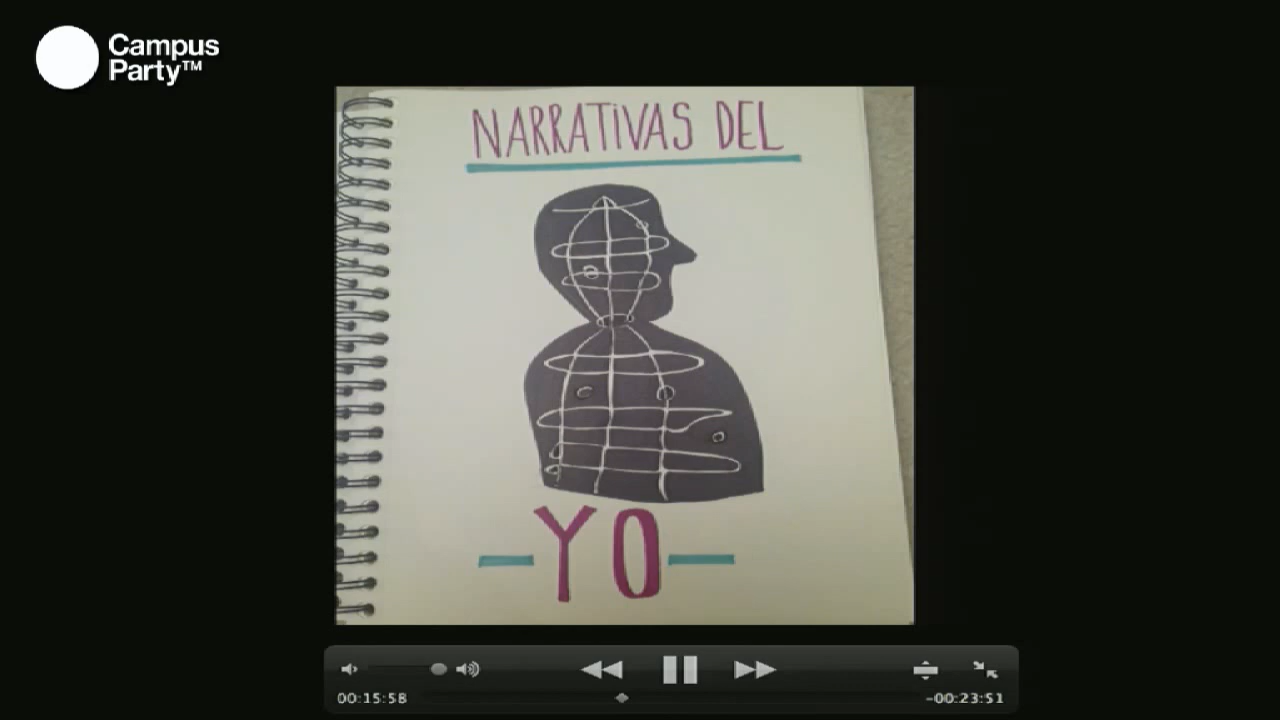 Campus
Party™
NARRATIVAS DEL
YO
00:15:58
-00:23:51